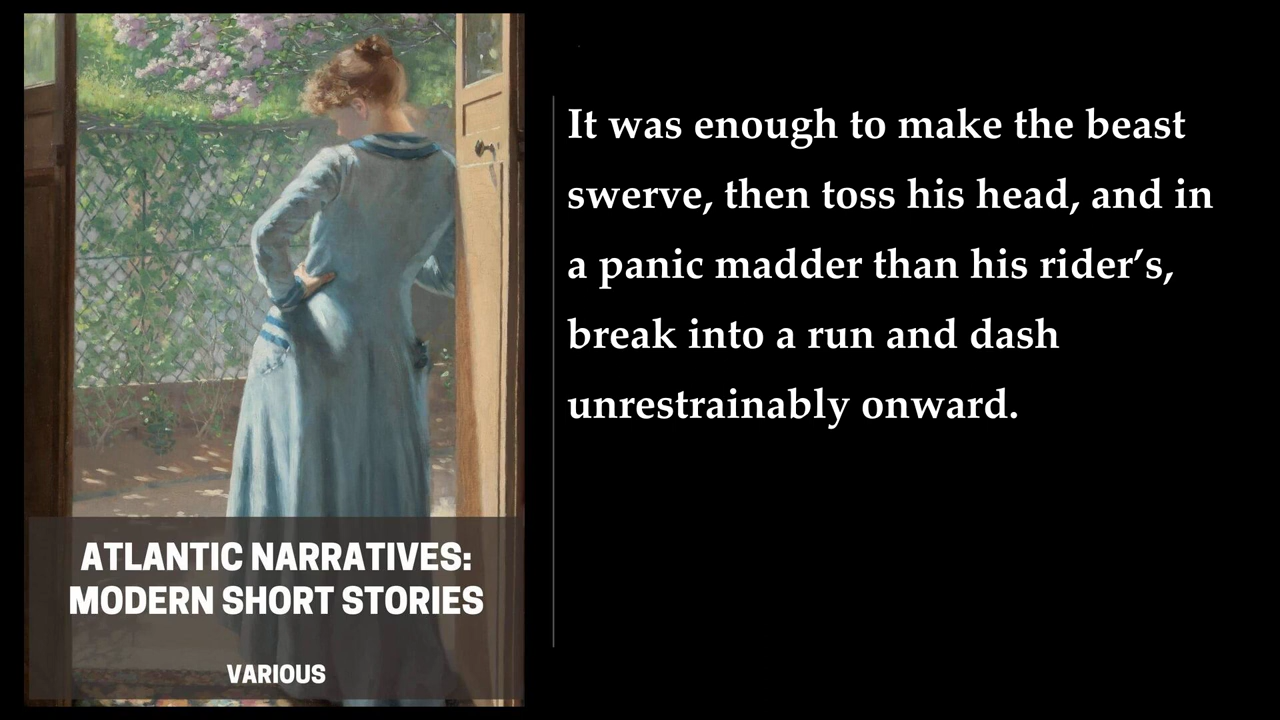 It was enough to make the beast
swerve, then toss his head, and in
a panic madder than his rider’s,
break into a run and dash
unrestrainably onward.
ATLANTIC NARRATIVES:
MODERN SHORT STORIES
VARIOUS